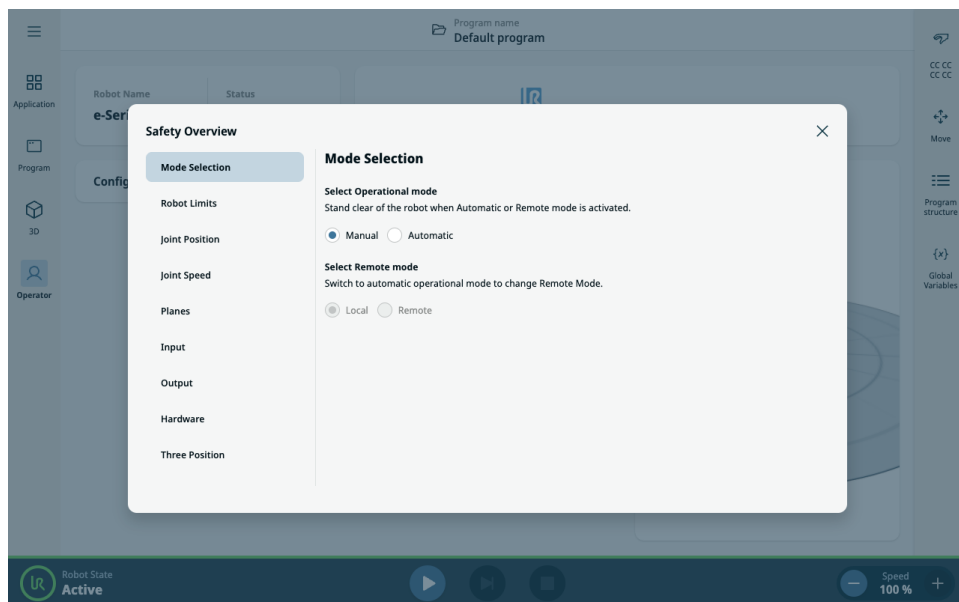 Program name
Default program
Application
Program
3D
Operator
Robot Name
Status
e-Seri
Config
Safety Overview
Mode Selection
Robot Limits
Joint Position
Joint Speed
Planes
Input
Output
Hardware
Three Position
Mode Selection
Select Operational mode
Stand clear of the robot when Automatic or Remote mode is activated.
Manual Automatic
Select Remote mode
Switch to automatic operational mode to change Remote Mode.
Local Remote
CC CC
CC CC
Move
Program
structure
{x}
Global
Variables
Robot State
Active
Speed
100 %